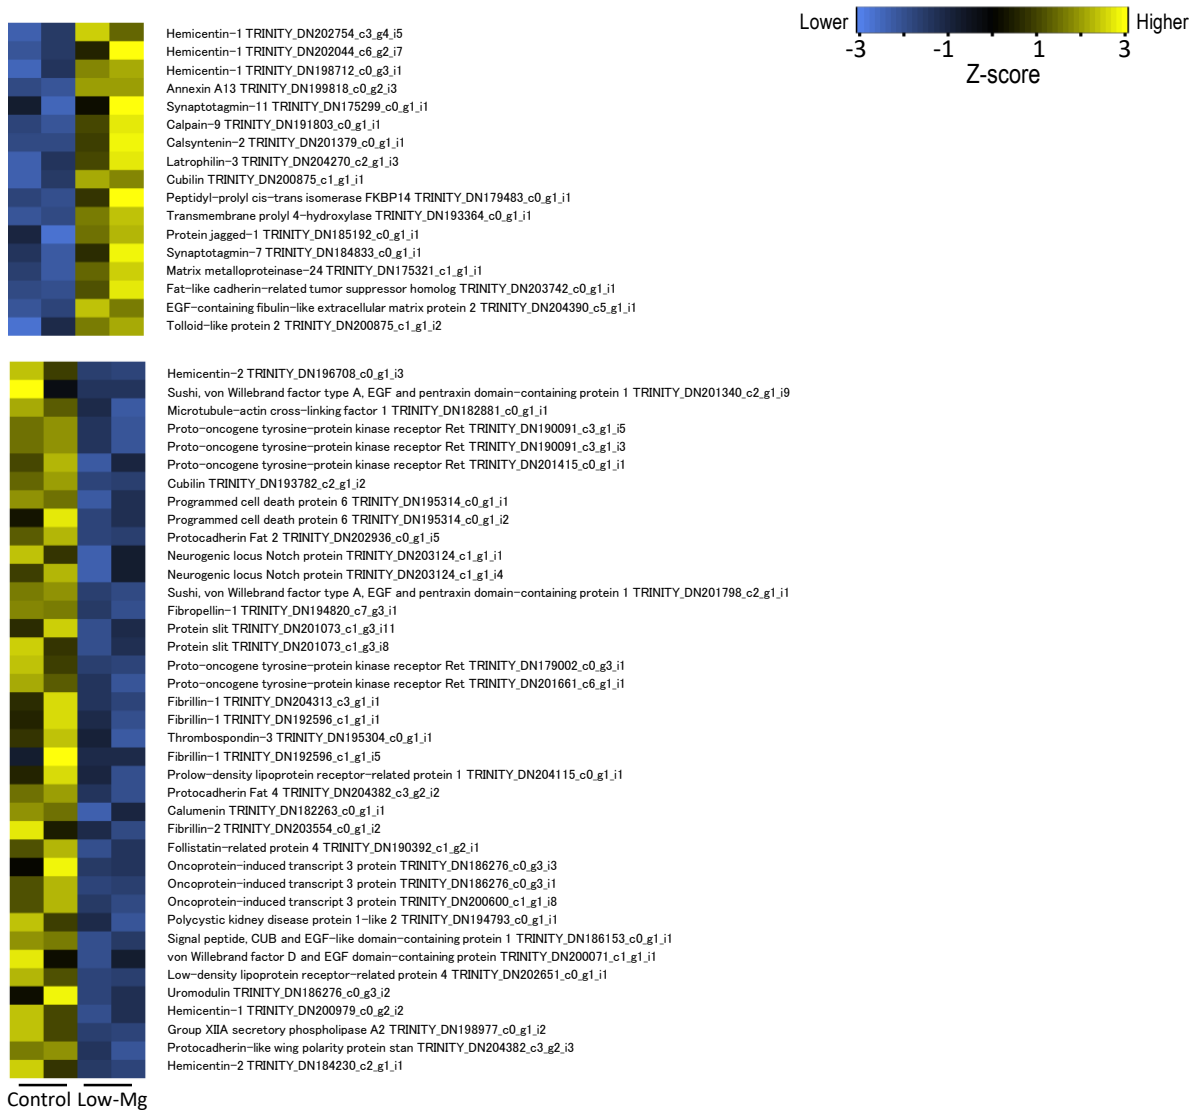 Lower
Higher
-3 -1 1 3
Z-score
Hemicentin-1 TRINITY_DN202754_c3_g4_i5
Hemicentin-1 TRINITY_DN202044_c6_g2_i7
Hemicentin-1 TRINITY_DN198712_c0_g3_i1
Annexin A13 TRINITY_DN199818_c0_g2_i3
Synaptotagmin-11 TRINITY_DN175299_c0_g1_i1
Calpain-9 TRINITY_DN191803_c0_g1_i1
Calsyntenin-2 TRINITY_DN201379_c0_g1_i1
Latrophilin-3 TRINITY_DN204270_c2_g1_i3
Cubilin TRINITY_DN200875_c1_g1_i1
Peptidyl-prolyl cis-trans isomerase FKBP14 TRINITY_DN179483_c0_g1_i1
Transmembrane prolyl 4-hydroxylase TRINITY_DN193364_c0_g1_i1
Protein jagged-1 TRINITY_DN185192_c0_g1_i1
Synaptotagmin-7 TRINITY_DN184833_c0_g1_i1
Matrix metalloproteinase-24 TRINITY_DN175321_c1_g1_i1
Fat-like cadherin-related tumor suppressor homolog TRINITY_DN203742_c0_g1_i1
EGF-containing fibulin-like extracellular matrix protein 2 TRINITY_DN204390_c5_g1_i1
Tolloid-like protein 2 TRINITY_DN200875_c1_g1_i2
Hemicentin-2 TRINITY_DN196708_c0_g1_i3
Sushi, von Willebrand factor type A, EGF and pentraxin domain-containing protein 1 TRINITY_DN201340_c2_g1_i9
Microtubule-actin cross-linking factor 1 TRINITY_DN182881_c0_g1_i1
Proto-oncogene tyrosine-protein kinase receptor Ret TRINITY_DN190091_c3_g1_i5
Proto-oncogene tyrosine-protein kinase receptor Ret TRINITY_DN190091_c3_g1_i3
Proto-oncogene tyrosine-protein kinase receptor Ret TRINITY_DN201415_c0_g1_i1
Cubilin TRINITY_DN193782_c2_g1_i2
Programmed cell death protein 6 TRINITY_DN195314_c0_g1_i1
Programmed cell death protein 6 TRINITY_DN195314_c0_g1_i2
Protocadherin Fat 2 TRINITY_DN202936_c0_g1_i5
Neurogenic locus Notch protein TRINITY_DN203124_c1_g1_i1
Neurogenic locus Notch protein TRINITY_DN203124_c1_g1_i4
Sushi, von Willebrand factor type A, EGF and pentraxin domain-containing protein 1 TRINITY_DN201798_c2_g1_i1
Fibropellin-1 TRINITY_DN194820_c7_g3_i1
Protein slit TRINITY_DN201073_c1_g3_i11
Protein slit TRINITY_DN201073_c1_g3_i8
Proto-oncogene tyrosine-protein kinase receptor Ret TRINITY_DN179002_c0_g3_i1
Proto-oncogene tyrosine-protein kinase receptor Ret TRINITY_DN201661_c6_g1_i1
Fibrillin-1 TRINITY_DN204313_c3_g1_i1
Fibrillin-1 TRINITY_DN192596_c1_g1_i1
Thrombospondin-3 TRINITY_DN195304_c0_g1_i1
Fibrillin-1 TRINITY_DN192596_c1_g1_i5
Prolow-density lipoprotein receptor-related protein 1 TRINITY_DN204115_c0_g1_i1
Protocadherin Fat 4 TRINITY_DN204382_c3_g2_i2
Calumenin TRINITY_DN182263_c0_g1_i1
Fibrillin-2 TRINITY_DN203554_c0_g1_i2
Follistatin-related protein 4 TRINITY_DN190392_c1_g2_i1
Oncoprotein-induced transcript 3 protein TRINITY_DN186276_c0_g3_i3
Oncoprotein-induced transcript 3 protein TRINITY_DN186276_c0_g3_i1
Oncoprotein-induced transcript 3 protein TRINITY_DN200600_c1_g1_i8
Polycystic kidney disease protein 1-like 2 TRINITY_DN194793_c0_g1_i1
Signal peptide, CUB and EGF-like domain-containing protein 1 TRINITY_DN186153_c0_g1_i1
von Willebrand factor D and EGF domain-containing protein TRINITY_DN200071_c1_g1_i1
Low-density lipoprotein receptor-related protein 4 TRINITY_DN202651_c0_g1_i1
Uromodulin TRINITY_DN186276_c0_g3_i2
Hemicentin-1 TRINITY_DN200979_c0_g2_i2
Group XIIA secretory phospholipase A2 TRINITY_DN198977_c0_g1_i2
Protocadherin-like wing polarity protein stan TRINITY_DN204382_c3_g2_i3
Hemicentin-2 TRINITY_DN184230_c2_g1_i1
Control Low-Mg